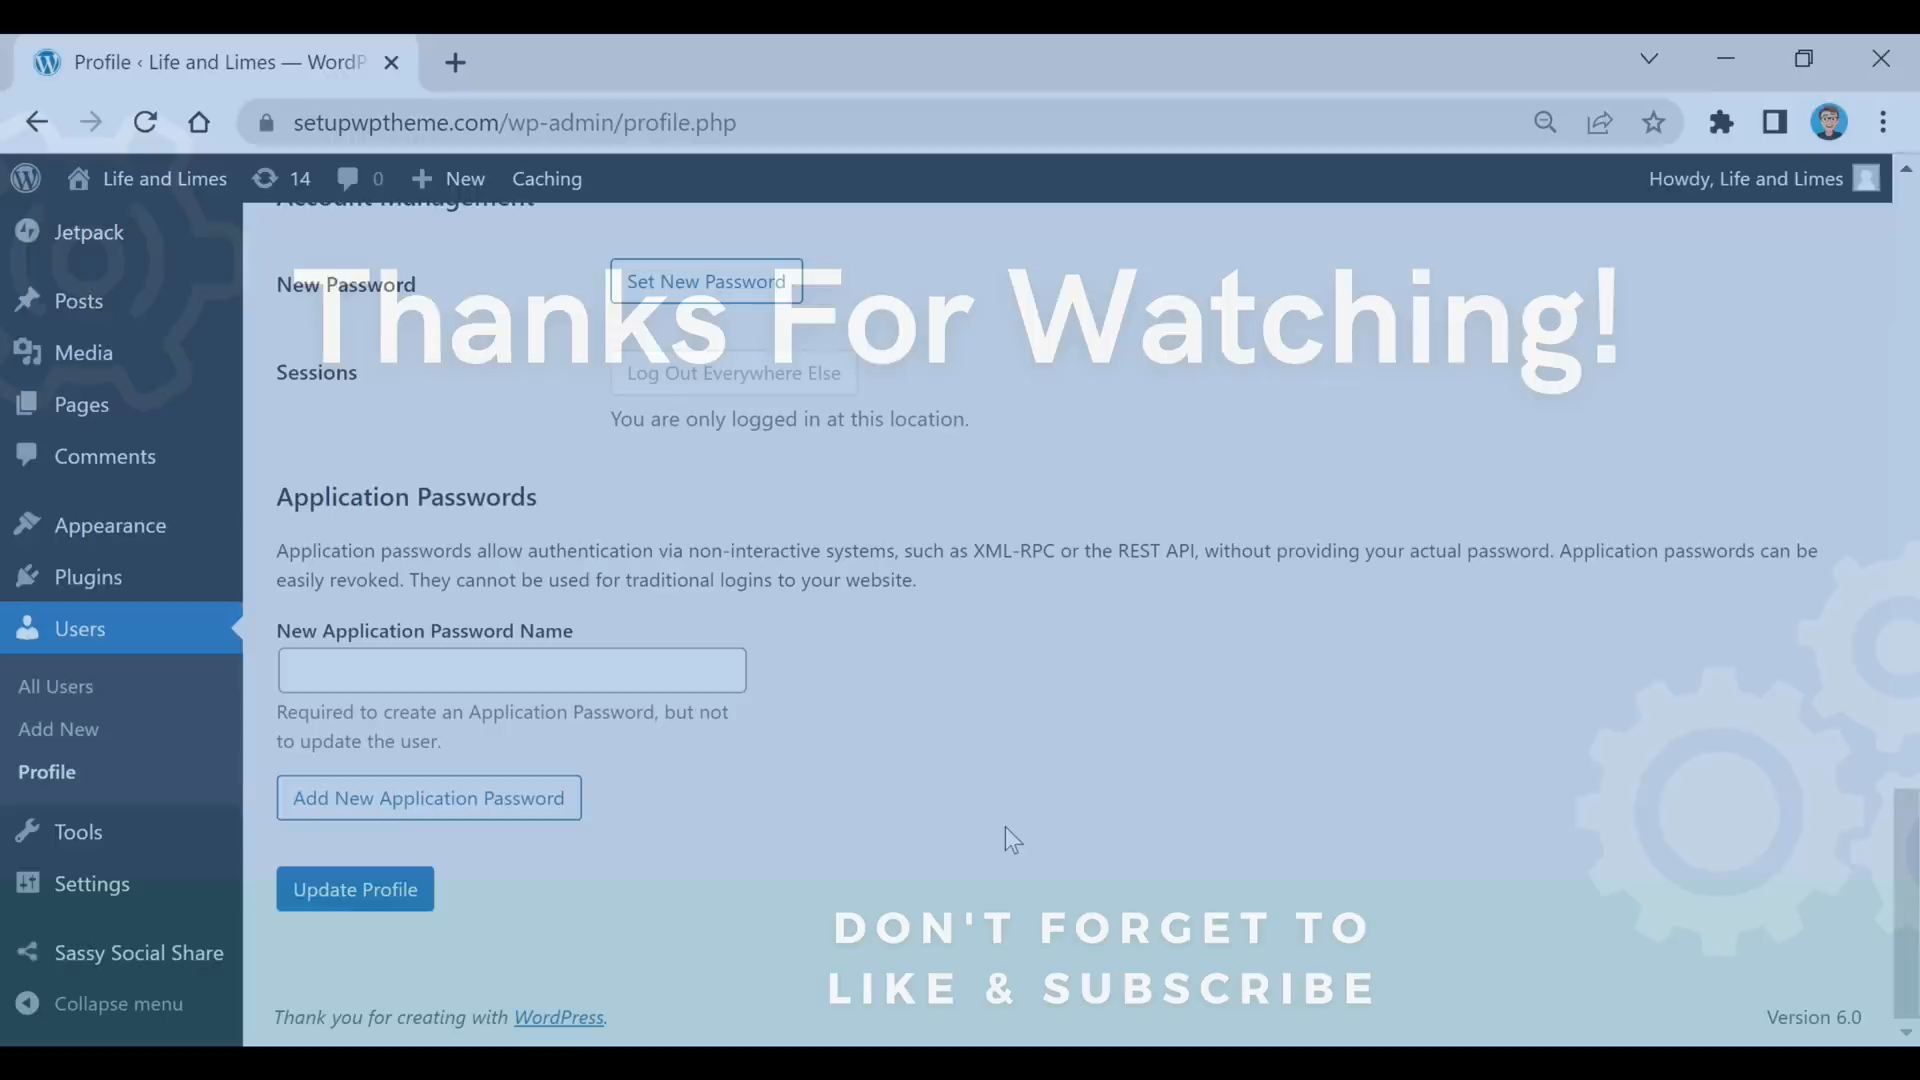 Profile ‹ Life and Limes — WordP
setupwptheme.com/wp-admin/profile.php
Life and Limes
14
0
New
Caching
Howdy, Life and Limes
Jetpack
Posts
Media
Pages
Comments
Appearance
Plugins
Users
All Users
Add New
Profile
Tools
Settings
Sassy Social Share
Collapse menu
Account Management
New Password
Set New Password
Thanks For Watching!
Sessions
Log Out Everywhere Else
You are only logged in at this location.
Application Passwords
Application passwords allow authentication via non-interactive systems, such as XML-RPC or the REST API, without providing your actual password. Application passwords can be
easily revoked. They cannot be used for traditional logins to your website.
New Application Password Name
Required to create an Application Password, but not
to update the user.
Add New Application Password
Update Profile
DON'T FORGET TO
LIKE & SUBSCRIBE
Thank you for creating with WordPress.
Version 6.0